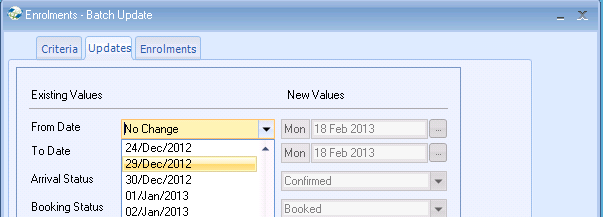 Enrolments - Batch Update
Criteria Updates Enrolments
Existing Values New Values
From Date No Change Mon 18 Feb 2013 ...
24/Dec/2012
To Date Mon 18 Feb 2013 ...
29/Dec/2012
Arrival Status 30/Dec/2012 Confirmed
01/Jan/2013
Booking Status 02/Jan/2013 Booked